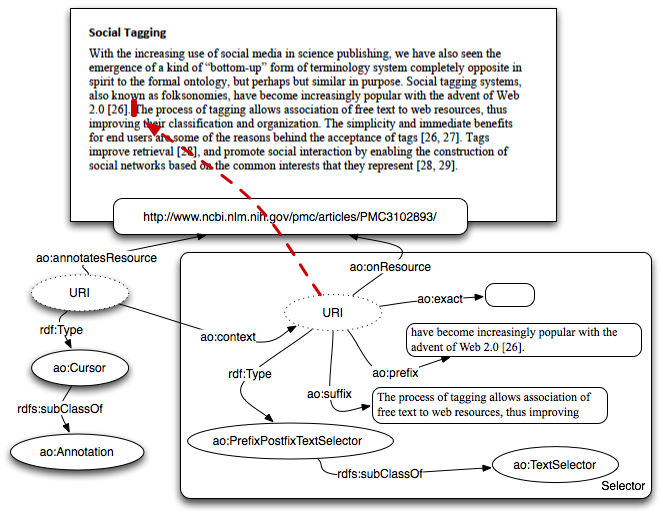 Social Tagging
With the increasing use of social media in science publishing, we have also seen the
emergence of a kind of “bottom-up” form of terminology system completely opposite in
spirit to the formal ontology, but perhaps but similar in purpose. Social tagging systems,
also known as folksonomies, have become increasingly popular with the advent of Web
2.0 [26]. The process of tagging allows association of free text to web resources, thus
improving their classification and organization. The simplicity and immediate benefits
for end users are some of the reasons behind the acceptance of tags [26, 27]. Tags
improve retrieval [28], and promote social interaction by enabling the construction of
social networks based on the common interests that they represent [28, 29].
http://www.ncbi.nlm.nih.gov/pmc/articles/PMC3102893/
ao:annotatesResource
ao:onResource
URI
ao:exact
URI
rdf:Type
ao:context
have become increasingly popular with the
advent of Web 2.0 [26].
ao:Cursor
rdf:Type
ao:prefix
ao:suffix
The process of tagging allows association of
free text to web resources, thus improving
rdfs:subClassOf
ao:PrefixPostfixTextSelector
ao:Annotation
ao:TextSelector
rdfs:subClassOf
Selector